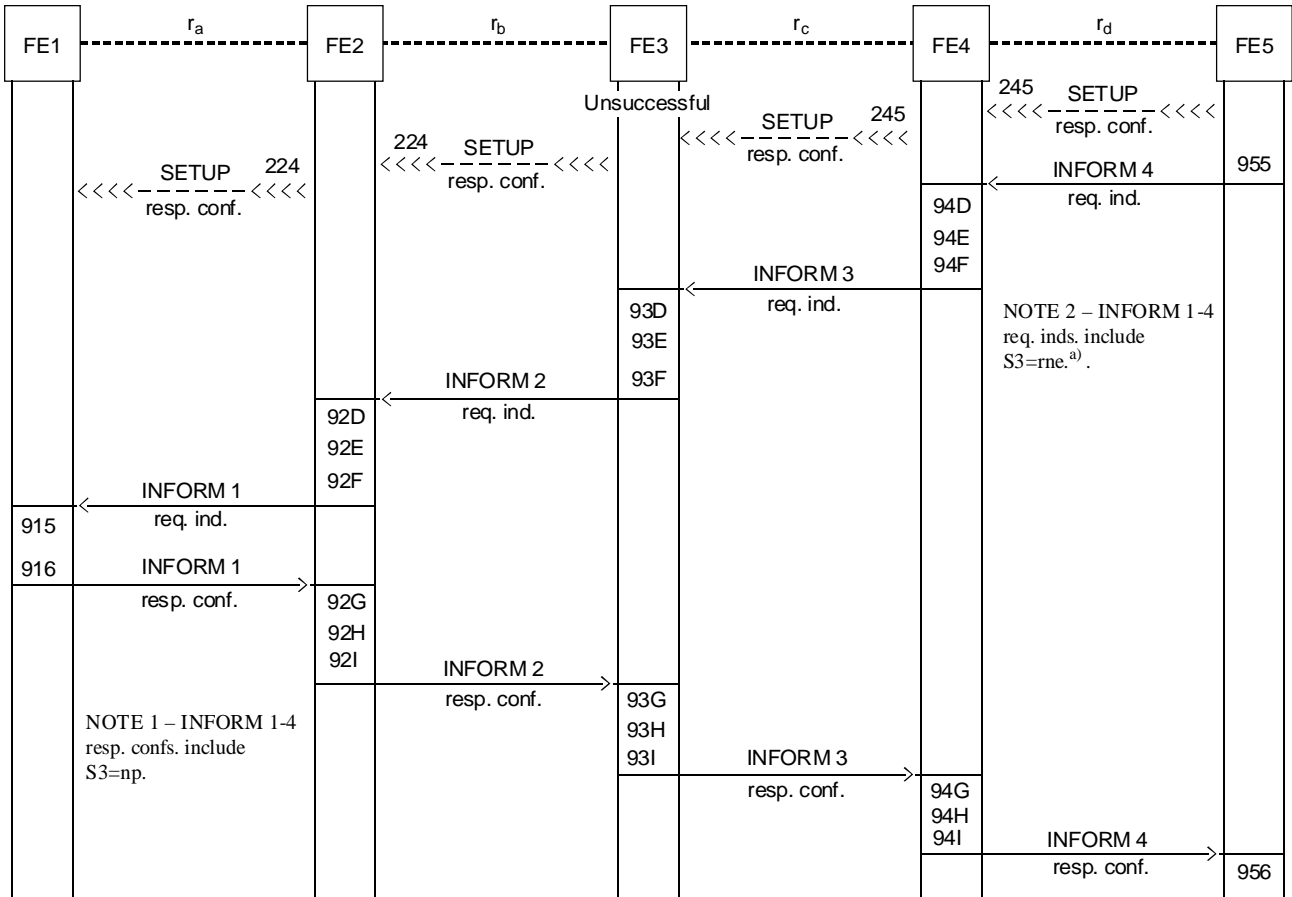 FE1 r_a FE2 r_b FE3 r_c FE4 r_d FE5
Unsuccessful
245 SETUP
resp. conf.
SETUP 245
resp. conf.
224 SETUP
resp. conf.
SETUP 224
resp. conf.
INFORM 4 955
req. ind.
94D
94E
94F
INFORM 3
req. ind.
93D
93E
93F
NOTE 2 – INFORM 1-4
req. inds. include
S3=rne.a) .
INFORM 2
req. ind.
92D
92E
92F
INFORM 1
req. ind.
915
916 INFORM 1
resp. conf.
92G
92H
92I
INFORM 2
resp. conf.
93G
93H
93I
NOTE 1 – INFORM 1-4
resp. confs. include
S3=np.
INFORM 3
resp. conf.
94G
94H
94I
INFORM 4
resp. conf.
956